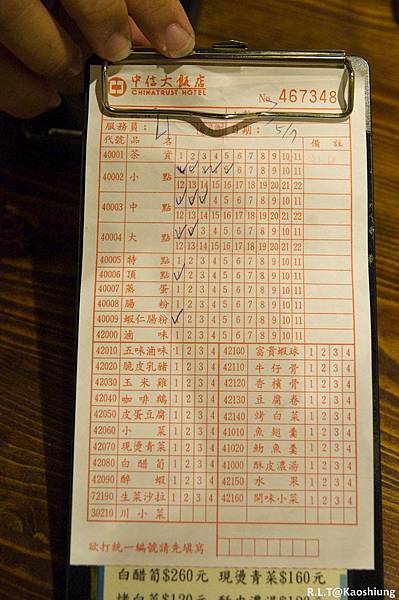 中信大飯店
CHINATRUST HOTEL
No 467348
服務員: 日期: 5/7
代號 品 名 備 註
40001 茶 資 1 2 3 4 5 6 7 8 9 10 11
40002 小 點 1 2 3 4 5 6 7 8 9 10 11
12 13 14 15 16 17 18 19 20 21 22
40003 中 點 1 2 3 4 5 6 7 8 9 10 11
12 13 14 15 16 17 18 19 20 21 22
40004 大 點 1 2 3 4 5 6 7 8 9 10 11
12 13 14 15 16 17 18 19 20 21 22
40005 特 點 1 2 3 4 5 6 7 8 9 10 11
40006 頂 點 1 2 3 4 5 6 7 8 9 10 11
40007 蒸 蛋 1 2 3 4 5 6 7 8 9 10 11
40008 腸 粉 1 2 3 4 5 6 7 8 9 10 11
40009 蝦仁腸粉 1 2 3 4 5 6 7 8 9 10 11
42000 滷 味 1 2 3 4 5 6 7 8 9 10 11
42010 五味滷味 1 2 3 4 42100 富貴蝦球 1 2 3 4
42020 脆皮乳豬 1 2 3 4 42110 牛仔骨 1 2 3 4
42030 玉米雞 1 2 3 4 42120 香檳骨 1 2 3 4
42040 咖啡鷄 1 2 3 4 42130 豆腐卷 1 2 3 4
42050 皮蛋豆腐 1 2 3 4 42140 烤白菜 1 2 3 4
42060 小 菜 1 2 3 4 41010 魚翅羹 1 2 3 4
42070 現燙青菜 1 2 3 4 41020 魩魚羹 1 2 3 4
42080 白醋筍 1 2 3 4 41000 酥皮濃湯 1 2 3 4
42090 醉 蝦 1 2 3 4 42150 水 果 1 2 3 4
72190 生菜沙拉 1 2 3 4 42160 開味小菜 1 2 3 4
30210 川小菜 1 2 3 4
欲打統一編號請先填寫
白醋筍$260元 現燙青菜$160元
烤白菜$120元
R.L.T@Kaoshiung